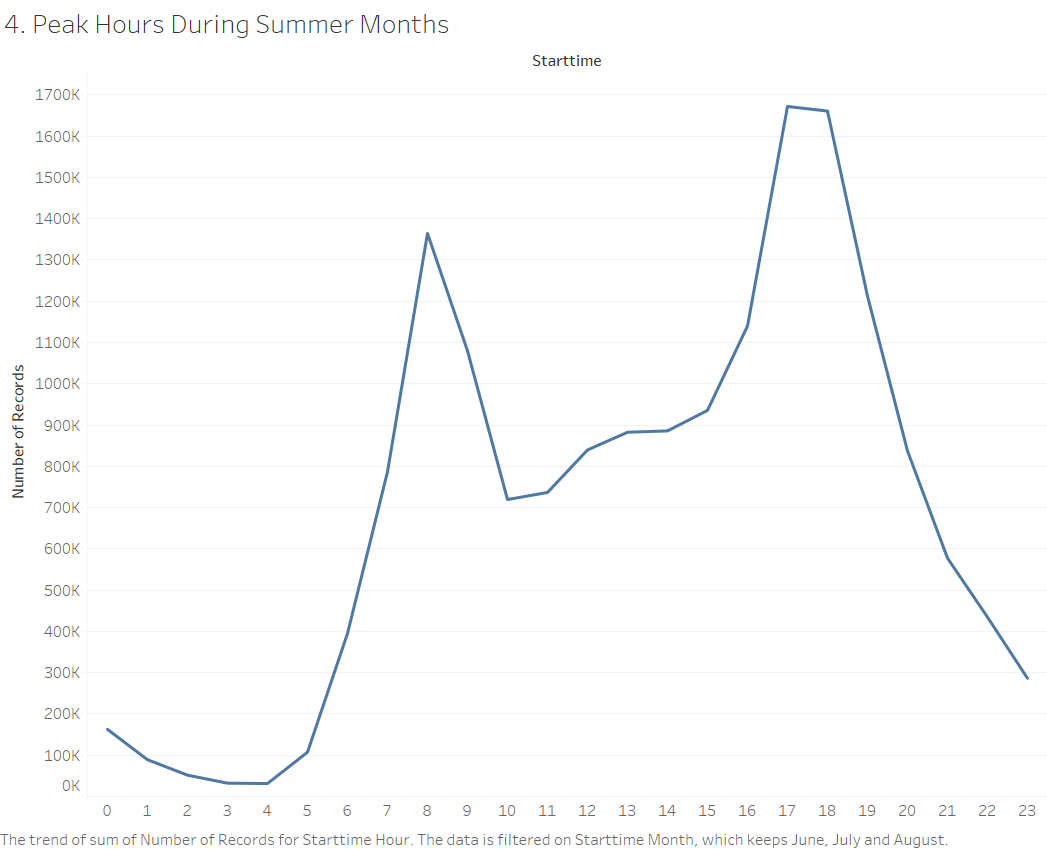 4. Peak Hours During Summer Months
Starttime
Number of Records
1700K
1600K
1500K
1400K
1300K
1200K
1100K
1000K
900K
800K
700K
600K
500K
400K
300K
200K
100K
0K
0 1 2 3 4 5 6 7 8 9 10 11 12 13 14 15 16 17 18 19 20 21 22 23
The trend of sum of Number of Records for Starttime Hour. The data is filtered on Starttime Month, which keeps June, July and August.